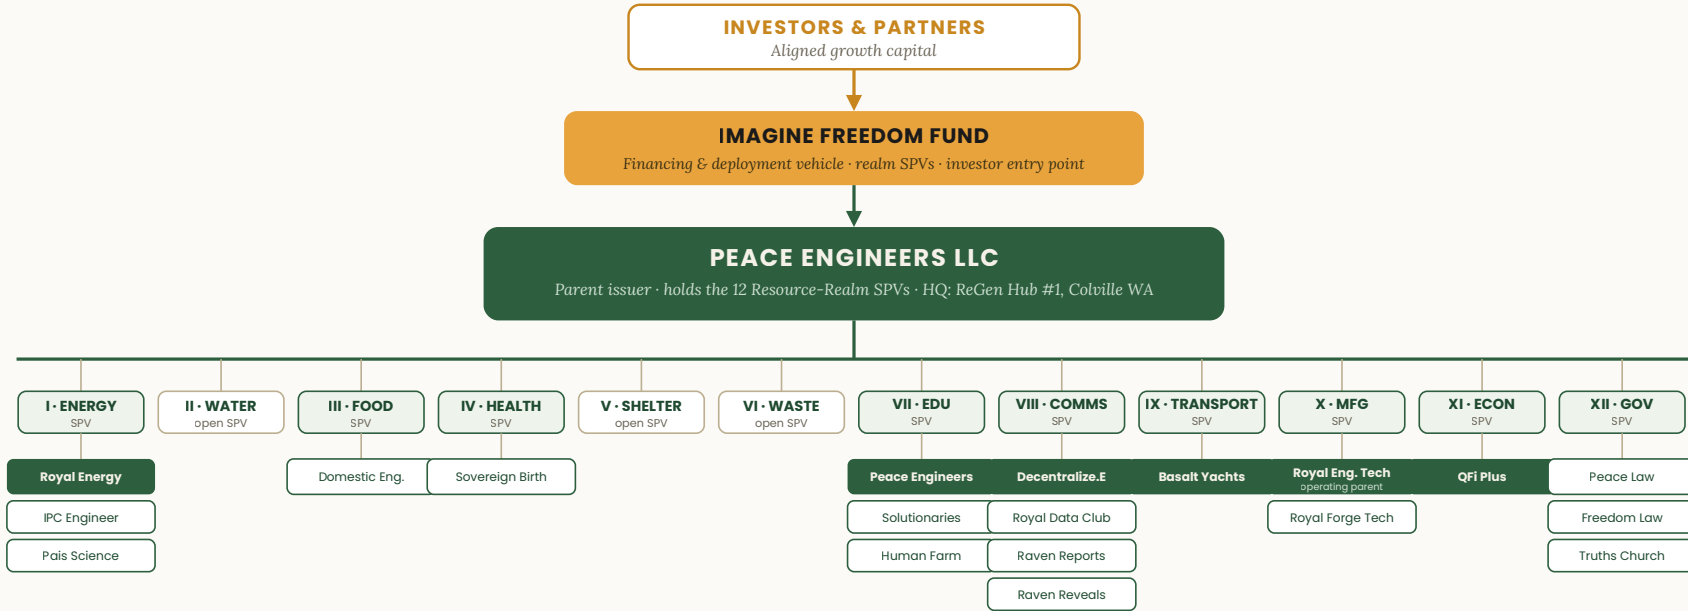 INVESTORS & PARTNERS
Aligned growth capital
IMAGINE FREEDOM FUND
Financing & deployment vehicle · realm SPVs · investor entry point
PEACE ENGINEERS LLC
Parent issuer · holds the 12 Resource-Realm SPVs · HQ: ReGen Hub #1, Colville WA
I · ENERGY
SPV
II · WATER
open SPV
III · FOOD
SPV
IV · HEALTH
SPV
V · SHELTER
open SPV
VI · WASTE
open SPV
VII · EDU
SPV
VIII · COMMS
SPV
IX · TRANSPORT
SPV
X · MFG
SPV
XI · ECON
SPV
XII · GOV
SPV
Royal Energy
IPC Engineer
Pais Science
Domestic Eng.
Sovereign Birth
Peace Engineers
Solutionaries
Human Farm
Decentralize.E
Royal Data Club
Raven Reports
Raven Reveals
Basalt Yachts
Royal Eng. Tech
operating parent
Royal Forge Tech
QFi Plus
Peace Law
Freedom Law
Truths Church